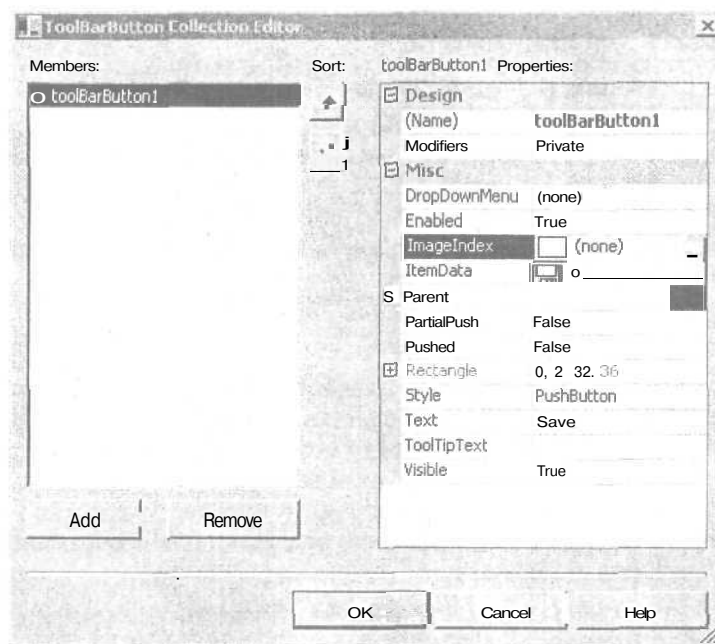 ToolBarButton Collection Editor
Members:
Sort:
toolBarButton1 Properties:
O toolBarButton1
j
1
Design
(Name) toolBarButton1
Modifiers Private
Misc
DropDownMenu (none)
Enabled True
ImageIndex (none)
ItemData o
S Parent
PartialPush False
Pushed False
Rectangle 0, 2 32. 36
Style PushButton
Text Save
ToolTipText
Visible True
Add
Remove
OK
Cancel
Help